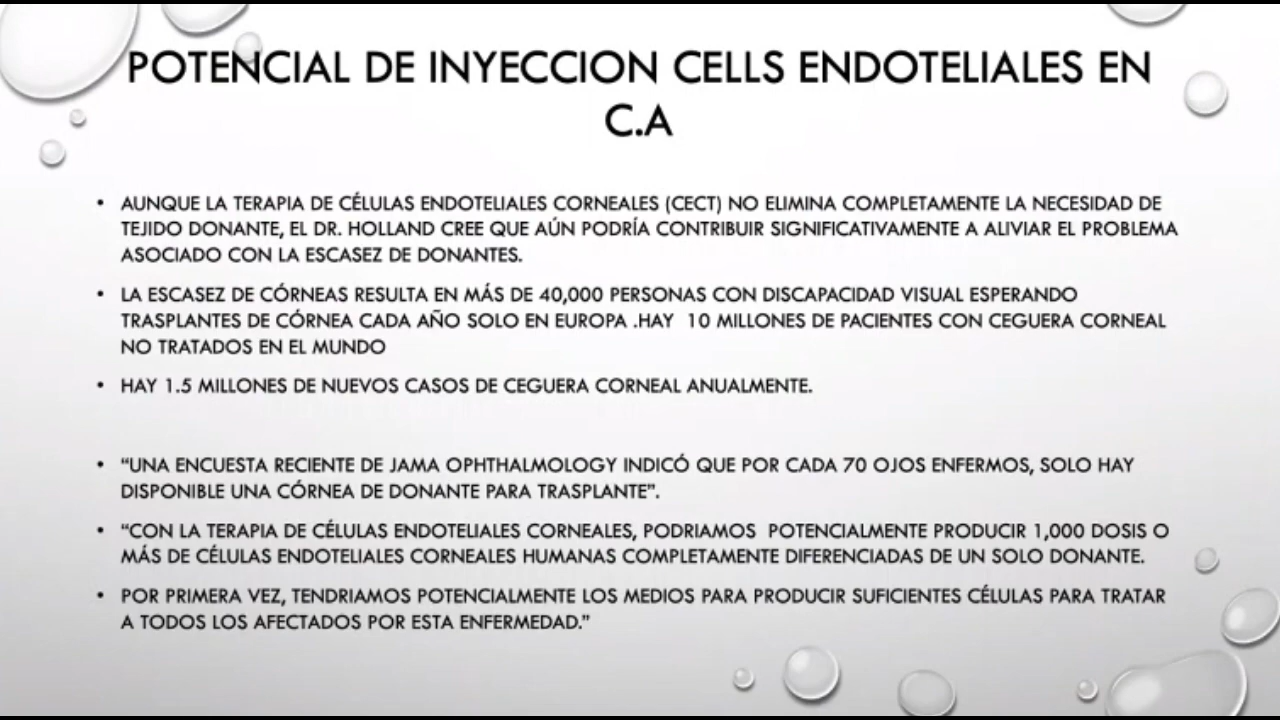 POTENCIAL DE INYECCION CELLS ENDOTELIALES EN
C.A
• AUNQUE LA TERAPIA DE CÉLULAS ENDOTELIALES CORNEALES (CECT) NO ELIMINA COMPLETAMENTE LA NECESIDAD DE
TEJIDO DONANTE, EL DR. HOLLAND CREE QUE AÚN PODRÍA CONTRIBUIR SIGNIFICATIVAMENTE A ALIVIAR EL PROBLEMA
ASOCIADO CON LA ESCASEZ DE DONANTES.
• LA ESCASEZ DE CÓRNEAS RESULTA EN MÁS DE 40,000 PERSONAS CON DISCAPACIDAD VISUAL ESPERANDO
TRASPLANTES DE CÓRNEA CADA AÑO SOLO EN EUROPA .HAY  10 MILLONES DE PACIENTES CON CEGUERA CORNEAL
NO TRATADOS EN EL MUNDO
• HAY 1.5 MILLONES DE NUEVOS CASOS DE CEGUERA CORNEAL ANUALMENTE.
• “UNA ENCUESTA RECIENTE DE JAMA OPHTHALMOLOGY INDICÓ QUE POR CADA 70 OJOS ENFERMOS, SOLO HAY
DISPONIBLE UNA CÓRNEA DE DONANTE PARA TRASPLANTE”.
• “CON LA TERAPIA DE CÉLULAS ENDOTELIALES CORNEALES, PODRIAMOS  POTENCIALMENTE PRODUCIR 1,000 DOSIS O
MÁS DE CÉLULAS ENDOTELIALES CORNEALES HUMANAS COMPLETAMENTE DIFERENCIADAS DE UN SOLO DONANTE.
• POR PRIMERA VEZ, TENDRIAMOS POTENCIALMENTE LOS MEDIOS PARA PRODUCIR SUFICIENTES CÉLULAS PARA TRATAR
A TODOS LOS AFECTADOS POR ESTA ENFERMEDAD.”